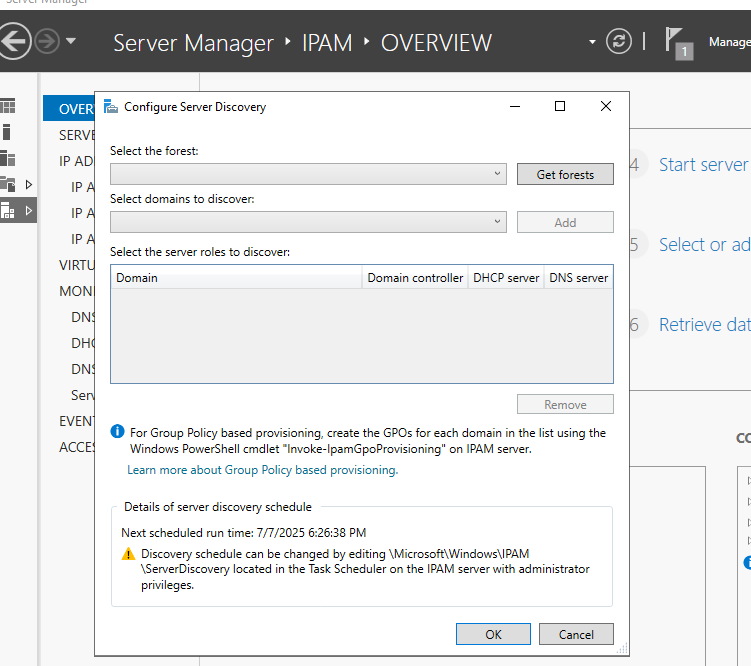 Server Manager
Server Manager ‣ IPAM ‣ OVERVIEW
1
Manage
Configure Server Discovery
OVER
SERVE
IP AD
IP A
IP A
IP A
VIRTU
MONI
DNS
DHC
DNS
Serv
EVENT
ACCES
Select the forest:
Get forests
Select domains to discover:
Add
Select the server roles to discover:
Domain
Domain controller
DHCP server
DNS server
Remove
For Group Policy based provisioning, create the GPOs for each domain in the list using the
Windows PowerShell cmdlet "Invoke-IpamGpoProvisioning" on IPAM server.
Learn more about Group Policy based provisioning.
Details of server discovery schedule
Next scheduled run time: 7/7/2025 6:26:38 PM
Discovery schedule can be changed by editing \Microsoft\Windows\IPAM
\ServerDiscovery located in the Task Scheduler on the IPAM server with administrator
privileges.
OK
Cancel
4 Start server
5 Select or ad
6 Retrieve dat
CO